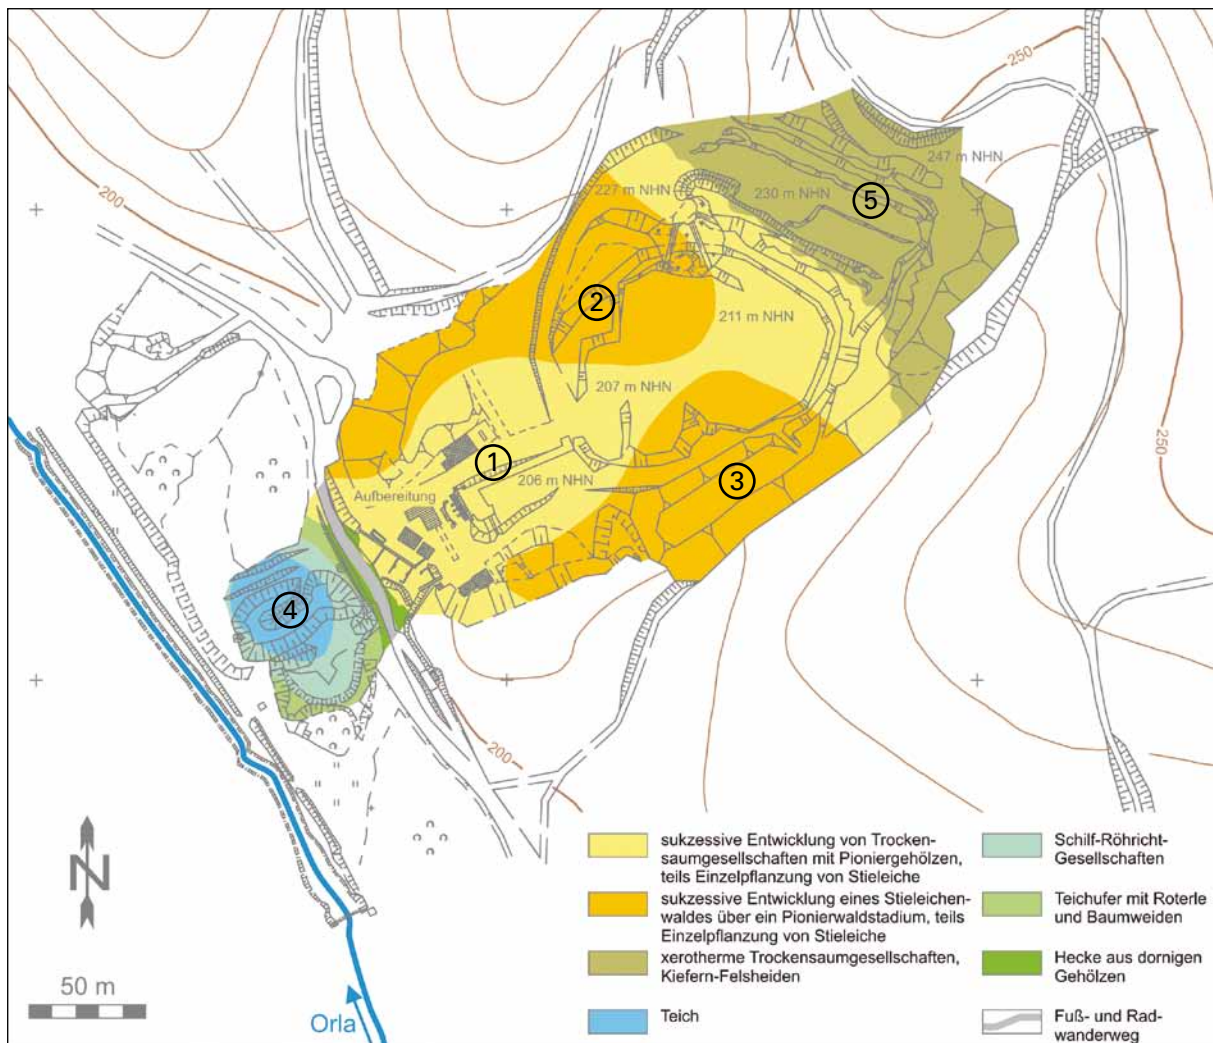 250
247 m NHN
227 m NHN
230 m NHN
5
200
2
211 m NHN
207 m NHN
250
1
206 m NHN
3
Aufbereitung
4
200
N
50 m
Orla
sukzessive Entwicklung von Trocken-
saumgesellschaften mit Pioniergehölzen,
teils Einzelpflanzung von Stieleiche
sukzessive Entwicklung eines Stieleichen-
waldes über ein Pionierwaldstadium, teils
Einzelpflanzung von Stieleiche
xerotherme Trockensaumgesellschaften,
Kiefern-Felsheiden
Teich
Schilf-Röhricht-
Gesellschaften
Teichufer mit Roterle
und Baumweiden
Hecke aus dornigen
Gehölzen
Fuß- und Rad-
wanderweg